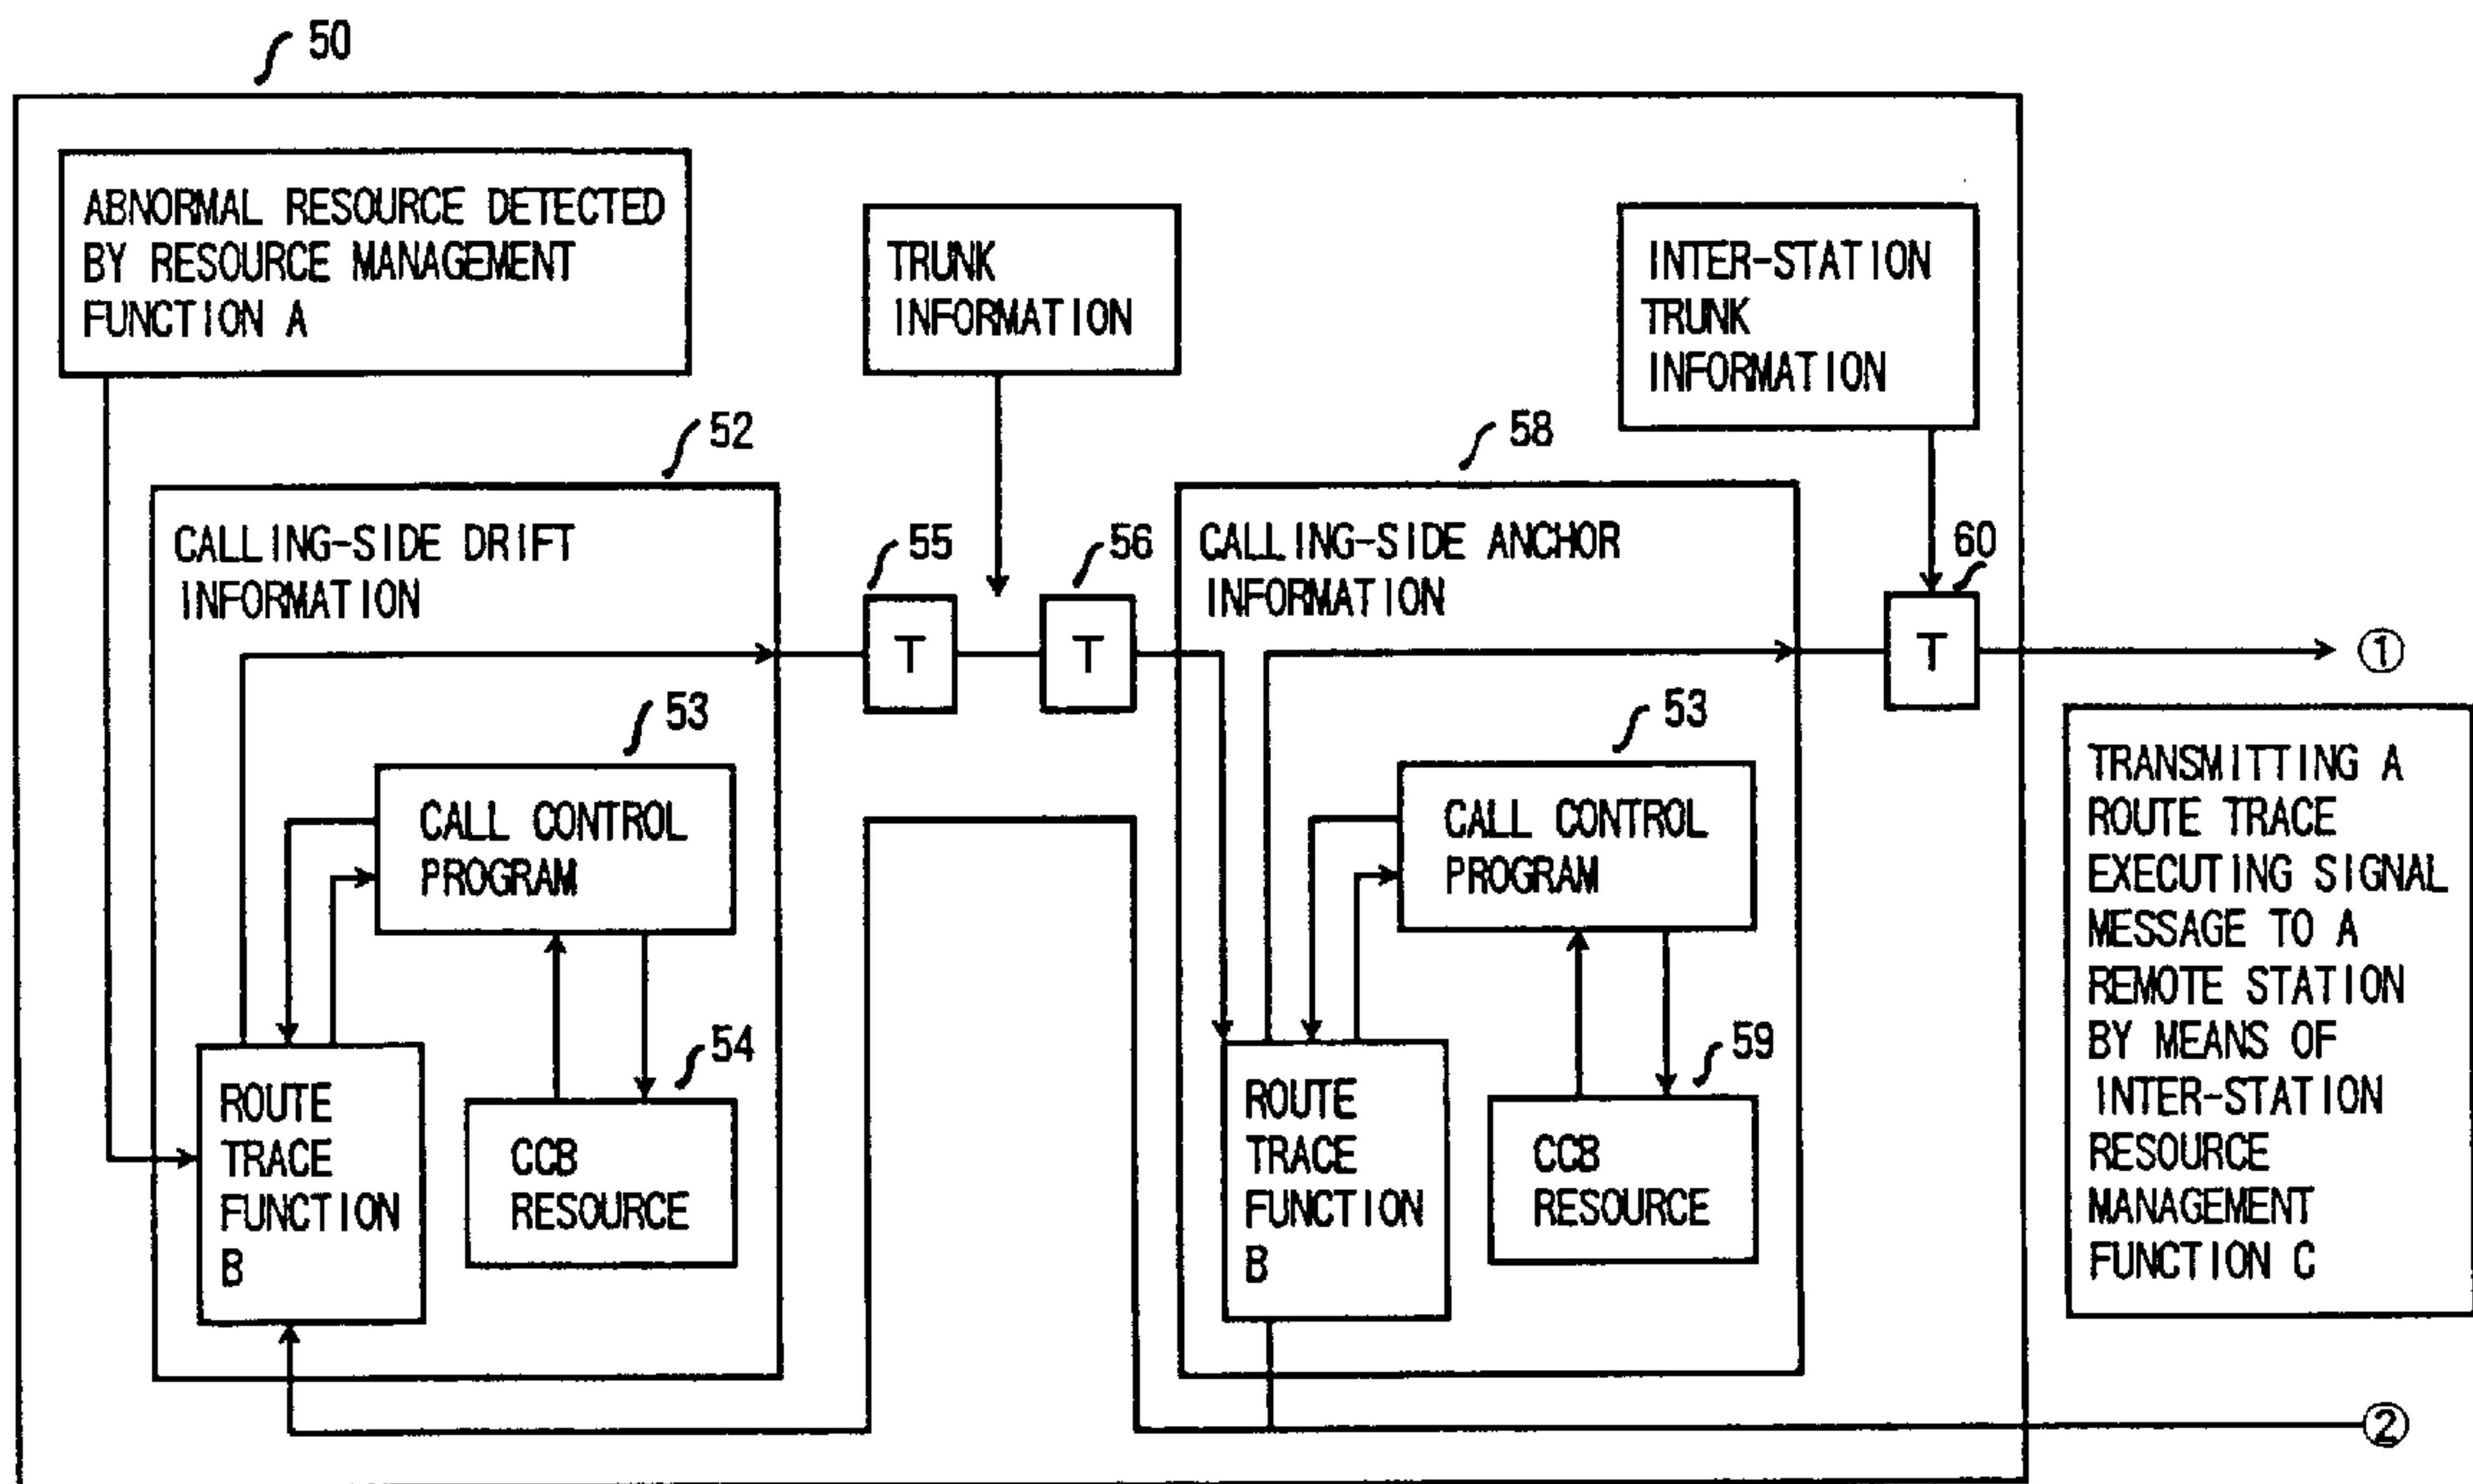 50
ABNORMAL RESOURCE DETECTED
BY RESOURCE MANAGEMENT
FUNCTION A
TRUNK
INFORMATION
INTER-STATION
TRUNK
INFORMATION
52
58
CALLING-SIDE DRIFT
INFORMATION
55
56
CALLING-SIDE ANCHOR
INFORMATION
60
T
T
T
①
53
CALL CONTROL
PROGRAM
53
CALL CONTROL
PROGRAM
TRANSMITTING A
ROUTE TRACE
EXECUTING SIGNAL
MESSAGE TO A
REMOTE STATION
BY MEANS OF
INTER-STATION
RESOURCE
MANAGEMENT
FUNCTION C
54
ROUTE
TRACE
FUNCTION
B
CCB
RESOURCE
59
ROUTE
TRACE
FUNCTION
B
CCB
RESOURCE
②